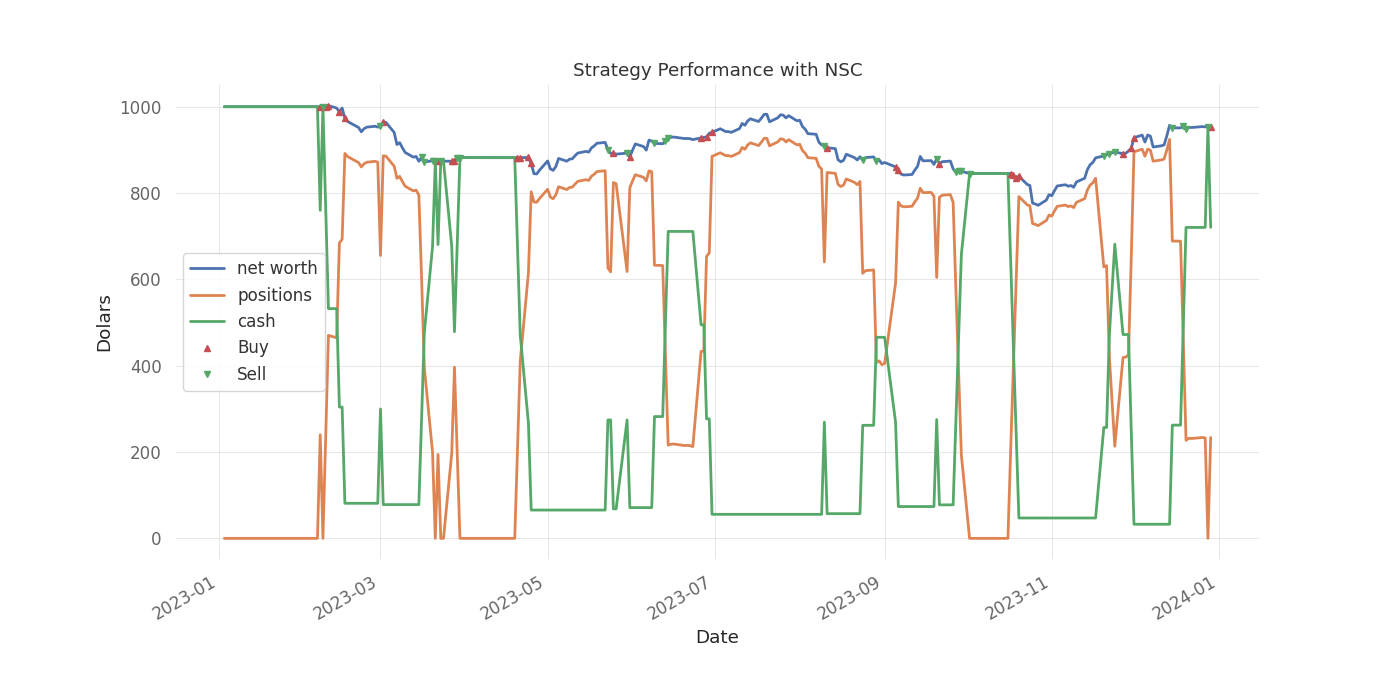 Strategy Performance with NSC
1000
800
600
400
200
0
Dolars
net worth
positions
cash
Buy
Sell
2023-01
2023-03
2023-05
2023-07
2023-09
2023-11
2024-01
Date